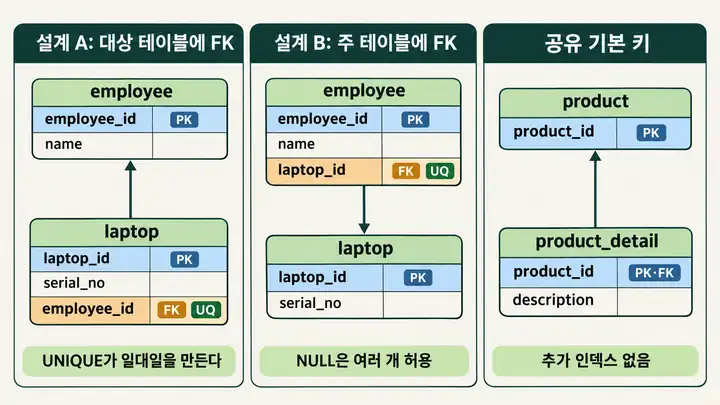 설계 A: 대상 테이블에 FK
employee
employee_id PK
name
laptop
laptop_id PK
serial_no
employee_id FK UQ
UNIQUE가 일대일을 만든다
설계 B: 주 테이블에 FK
employee
employee_id PK
name
laptop_id FK UQ
laptop
laptop_id PK
serial_no
NULL은 여러 개 허용
공유 기본 키
product
product_id PK
product_detail
product_id PK·FK
description
추가 인덱스 없음